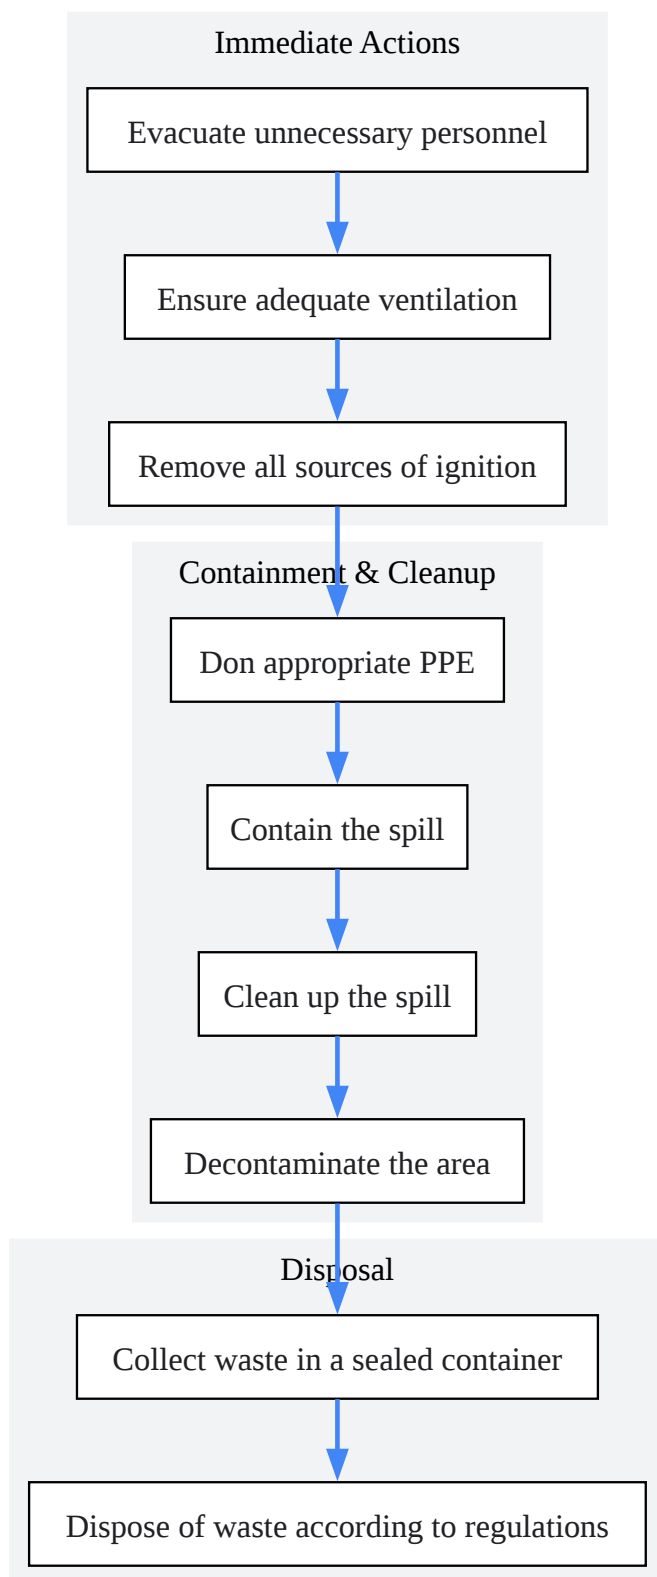 Immediate Actions
Evacuate unnecessary personnel
Ensure adequate ventilation
Remove all sources of ignition
Containment & Cleanup
Don appropriate PPE
Contain the spill
Clean up the spill
Decontaminate the area
Disposal
Collect waste in a sealed container
Dispose of waste according to regulations